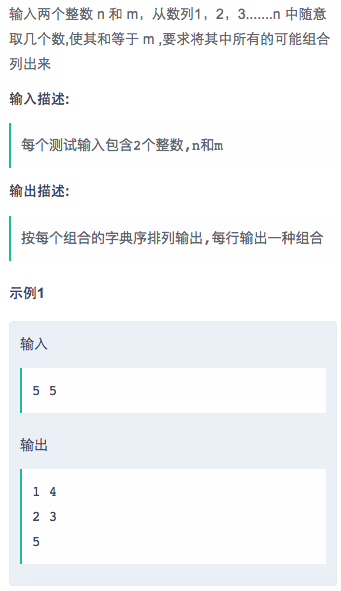 输入两个整数 n 和 m，从数列1，2，3.......n 中随意
取几个数,使其和等于 m ,要求将其中所有的可能组合
列出来
输入描述:
每个测试输入包含2个整数,n和m
输出描述:
按每个组合的字典序排列输出,每行输出一种组合
示例1
输入
5 5
输出
1 4
2 3
5